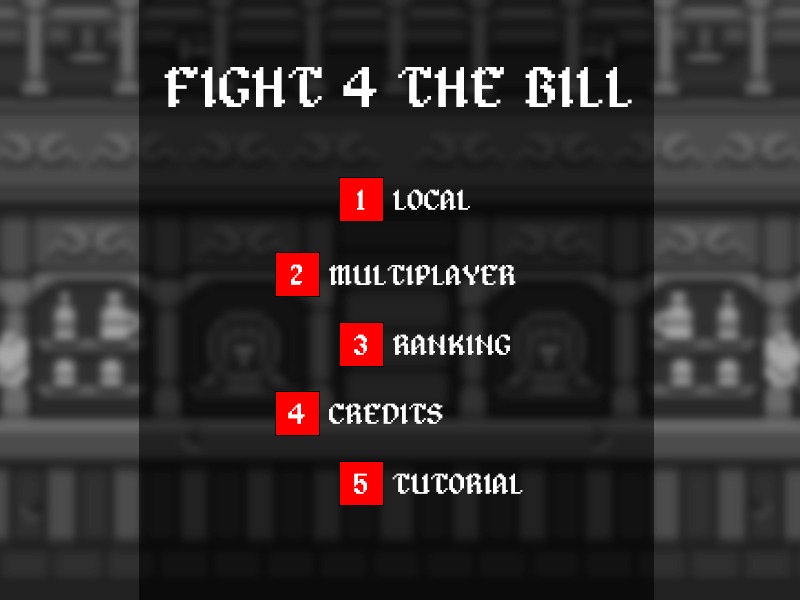 FIGHT 4 THE BILL
1 LOCAL
2 MULTIPLAYER
3 RANKING
4 CREDITS
5 TUTORIAL